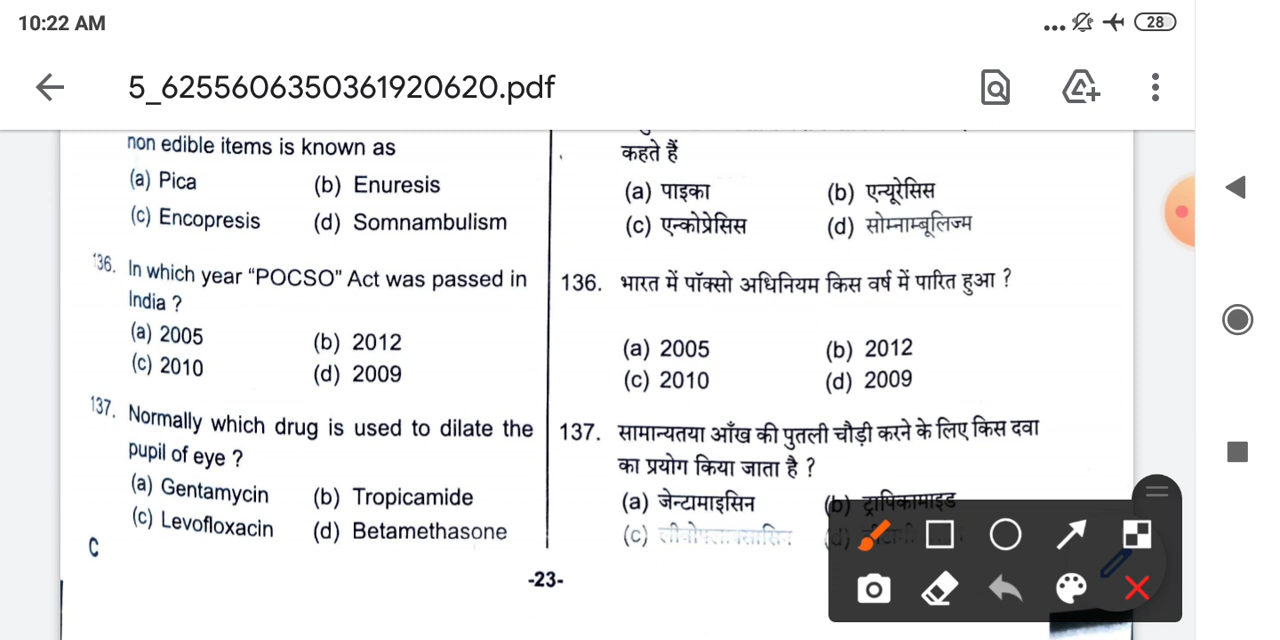 10:22 AM
28
5_6255606350361920620.pdf
non edible items is known as
(a) Pica
(b) Enuresis
(c) Encopresis
(d) Somnambulism
136. In which year “POCSO” Act was passed in
India ?
(a) 2005
(b) 2012
(c) 2010
(d) 2009
137. Normally which drug is used to dilate the
pupil of eye ?
(a) Gentamycin
(b) Tropicamide
(c) Levofloxacin
(d) Betamethasone
C
कहते हैं
(a) पाइका
(b) एन्यूरेसिस
(c) एन्कोप्रेसिस
(d) सोम्नाम्बूलिज्म
136. भारत में पॉक्सो अधिनियम किस वर्ष में पारित हुआ ?
(a) 2005
(b) 2012
(c) 2010
(d) 2009
137. सामान्यतया आँख की पुतली चौड़ी करने के लिए किस दवा
का प्रयोग किया जाता है ?
(a) जेन्टामाइसिन
(b) ट्रापिकामाइड
(c)
(d)
-23-